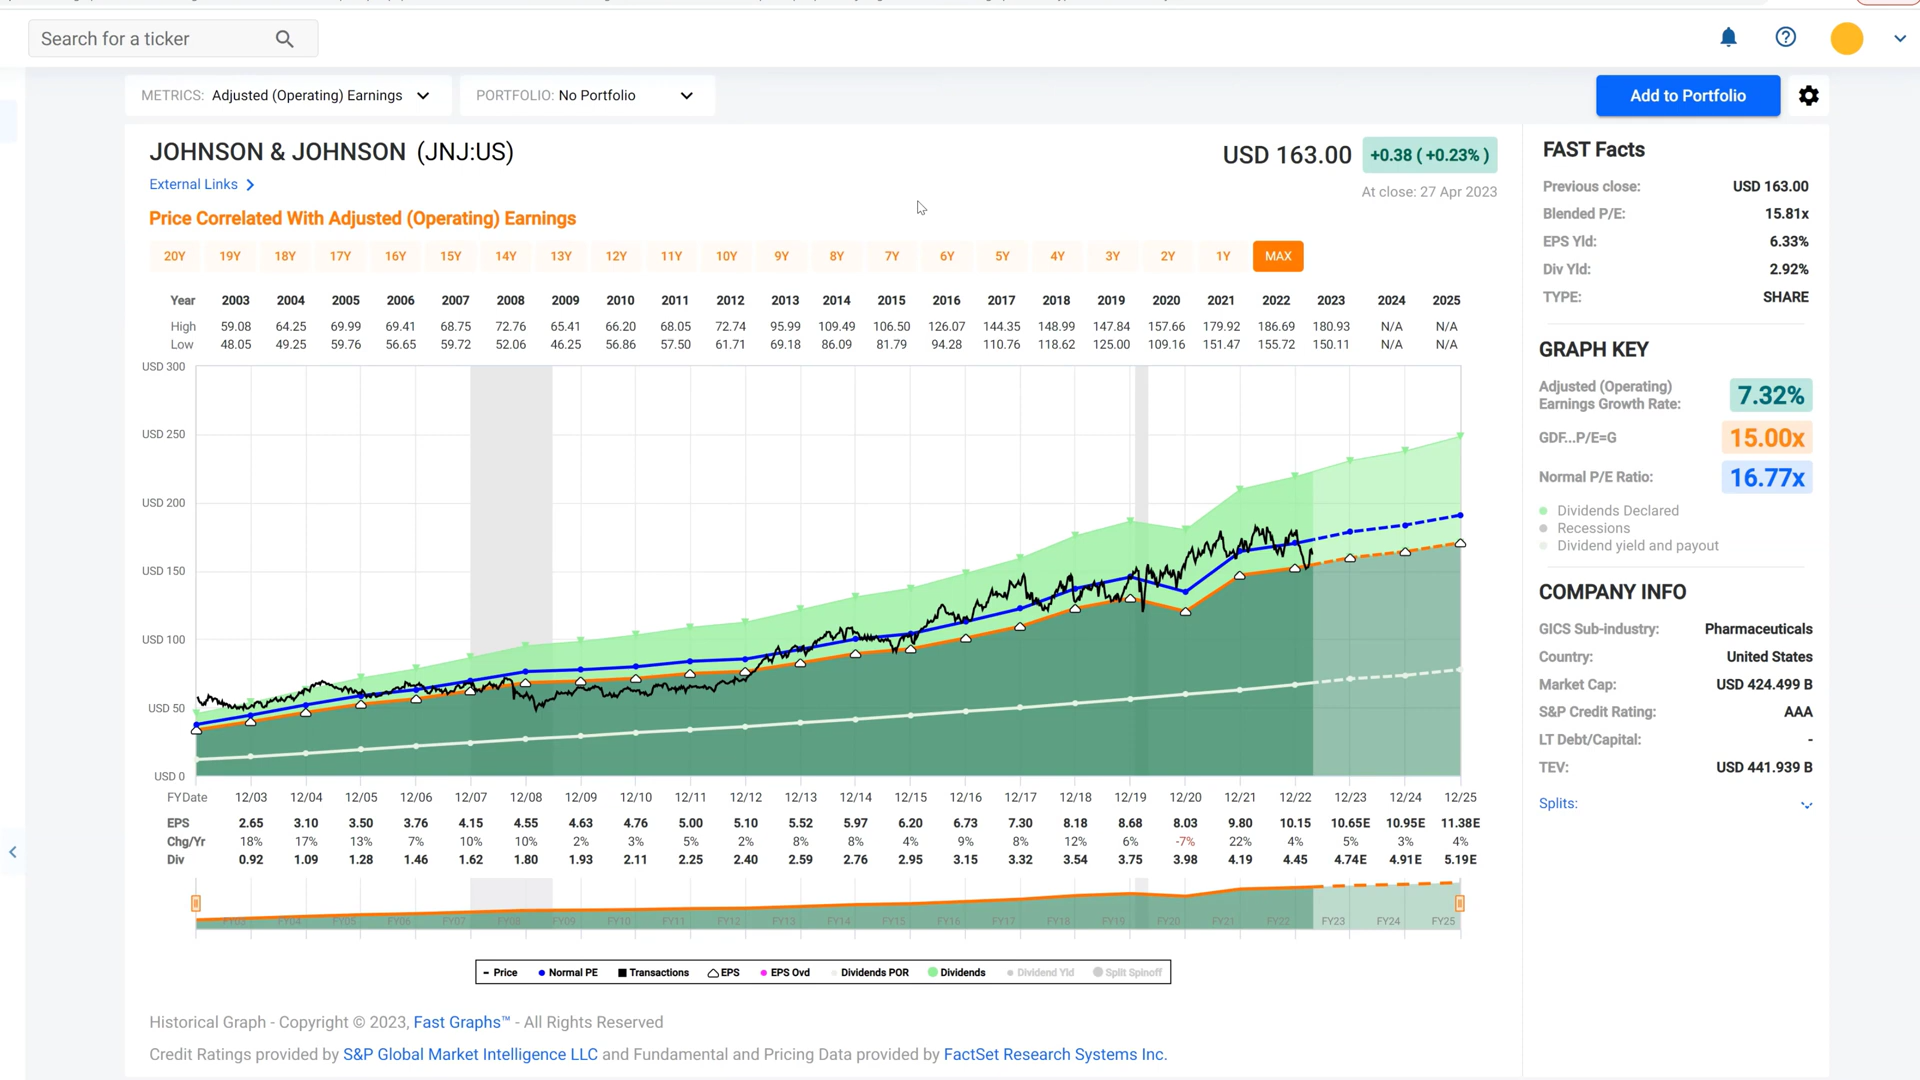 Search for a ticker
METRICS: Adjusted (Operating) Earnings
PORTFOLIO: No Portfolio
Add to Portfolio
JOHNSON & JOHNSON (JNJ:US)
USD 163.00 +0.38 ( +0.23% )
External Links
At close: 27 Apr 2023
Price Correlated With Adjusted (Operating) Earnings
20Y 19Y 18Y 17Y 16Y 15Y 14Y 13Y 12Y 11Y 10Y 9Y 8Y 7Y 6Y 5Y 4Y 3Y 2Y 1Y MAX
Year 2003 2004 2005 2006 2007 2008 2009 2010 2011 2012 2013 2014 2015 2016 2017 2018 2019 2020 2021 2022 2023 2024 2025
High 59.08 64.25 69.99 69.41 68.75 72.76 65.41 66.20 68.05 72.74 95.99 109.49 106.50 126.07 144.35 148.99 147.84 157.66 179.92 186.69 180.93 N/A N/A
Low 48.05 49.25 59.76 56.65 59.72 52.06 46.25 56.86 57.50 61.71 69.18 86.09 81.79 94.28 110.76 118.62 125.00 109.16 151.47 155.72 150.11 N/A N/A
USD 300
USD 250
USD 200
USD 150
USD 100
USD 50
USD 0
FYDate 12/03 12/04 12/05 12/06 12/07 12/08 12/09 12/10 12/11 12/12 12/13 12/14 12/15 12/16 12/17 12/18 12/19 12/20 12/21 12/22 12/23 12/24 12/25
EPS 2.65 3.10 3.50 3.76 4.15 4.55 4.63 4.76 5.00 5.10 5.52 5.97 6.20 6.73 7.30 8.18 8.68 8.03 9.80 10.15 10.65E 10.95E 11.38E
Chg/Yr 18% 17% 13% 7% 10% 10% 2% 3% 5% 2% 8% 8% 4% 9% 8% 12% 6% -7% 22% 4% 5% 3% 4%
Div 0.92 1.09 1.28 1.46 1.62 1.80 1.93 2.11 2.25 2.40 2.59 2.76 2.95 3.15 3.32 3.54 3.75 3.98 4.19 4.45 4.74E 4.91E 5.19E
FY03 FY04 FY05 FY06 FY07 FY08 FY09 FY10 FY11 FY12 FY13 FY14 FY15 FY16 FY17 FY18 FY19 FY20 FY21 FY22 FY23 FY24 FY25
Price Normal PE Transactions EPS EPS Ovd Dividends POR Dividends Dividend Yld Split Spinoff
Historical Graph - Copyright © 2023, Fast Graphs™ - All Rights Reserved
Credit Ratings provided by S&P Global Market Intelligence LLC and Fundamental and Pricing Data provided by FactSet Research Systems Inc.
FAST Facts
Previous close: USD 163.00
Blended P/E: 15.81x
EPS Yld: 6.33%
Div Yld: 2.92%
TYPE: SHARE
GRAPH KEY
Adjusted (Operating)
Earnings Growth Rate: 7.32%
GDF...P/E=G 15.00x
Normal P/E Ratio: 16.77x
Dividends Declared
Recessions
Dividend yield and payout
COMPANY INFO
GICS Sub-industry: Pharmaceuticals
Country: United States
Market Cap: USD 424.499 B
S&P Credit Rating: AAA
LT Debt/Capital: -
TEV: USD 441.939 B
Splits: